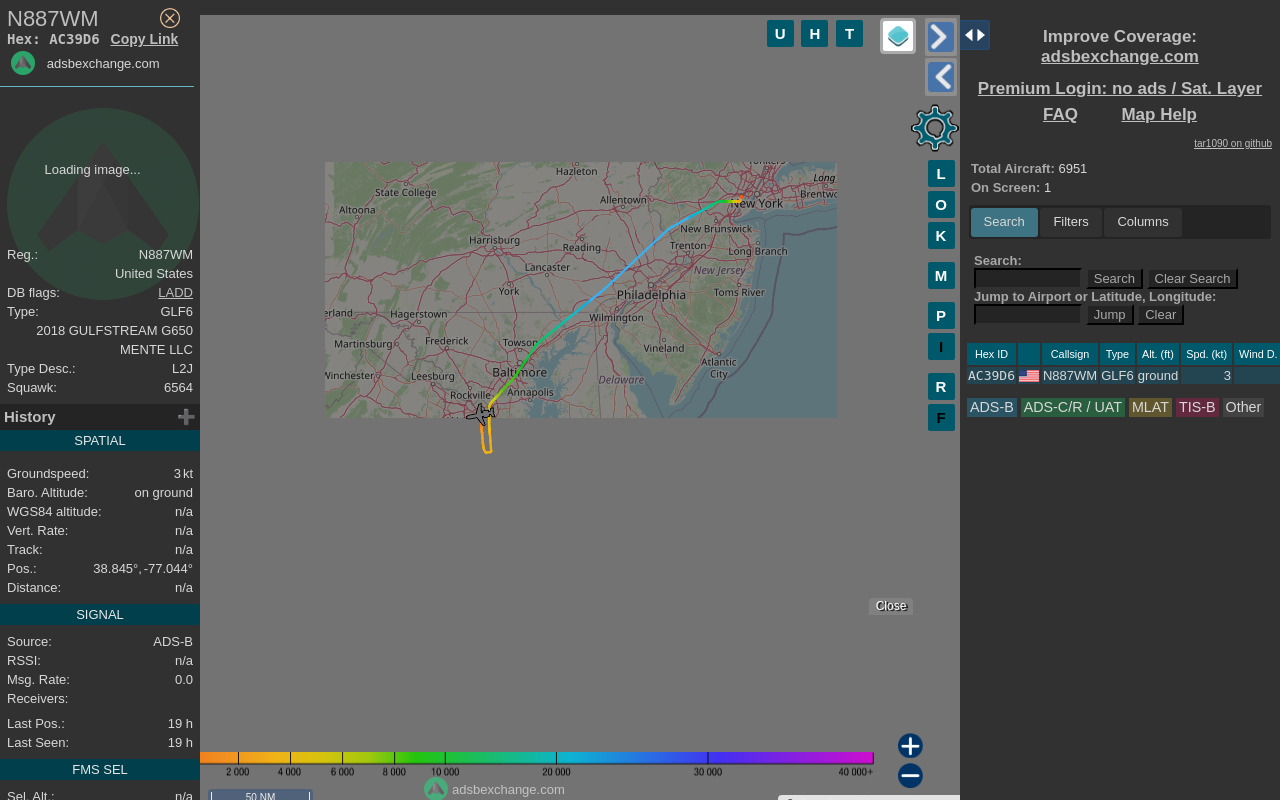 N887WM
Hex: AC39D6 Copy Link
adsbexchange.com
Loading image...
Reg.: N887WM
United States
DB flags: LADD
Type: GLF6
2018 GULFSTREAM G650
MENTE LLC
Type Desc.: L2J
Squawk: 6564
History
SPATIAL
Groundspeed: 3 kt
Baro. Altitude: on ground
WGS84 altitude: n/a
Vert. Rate: n/a
Track: n/a
Pos.: 38.845°, -77.044°
Distance: n/a
SIGNAL
Source: ADS-B
RSSI: n/a
Msg. Rate: 0.0
Receivers:
Last Pos.: 19 h
Last Seen: 19 h
FMS SEL
Sel. Alt.: n/a
U H T
L
O
K
M
P
I
R
F
Hazleton
Long
State College
Allentown
Brentwo
Altoona
New York
New Brunswick
Harrisburg
Reading
Trenton
Long Branch
Lancaster
New Jersey
York
Philadelphia
Toms River
erland
Hagerstown
Wilmington
Martinsburg
Frederick
Towson
Vineland
Atlantic
City
Winchester
Leesburg
Baltimore
Delaware
Rockville
Annapolis
Close
2 000 4 000 6 000 8 000 10 000 20 000 30 000 40 000+
adsbexchange.com
50 NM
Improve Coverage:
adsbexchange.com
Premium Login: no ads / Sat. Layer
FAQ Map Help
tar1090 on github
Total Aircraft: 6951
On Screen: 1
Search Filters Columns
Search:
Search Clear Search
Jump to Airport or Latitude, Longitude:
Jump Clear
Hex ID Callsign Type Alt. (ft) Spd. (kt) Wind D.
AC39D6 N887WM GLF6 ground 3
ADS-B ADS-C/R / UAT MLAT TIS-B Other